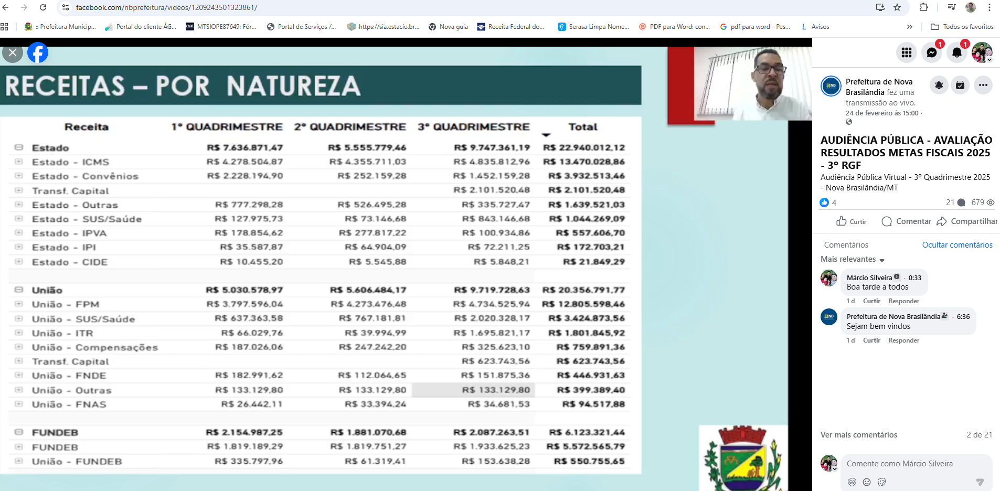 facebook.com/nbprefeitura/videos/1209243501323861/
:: Prefeitura Municip...
Portal do cliente ÁG...
MTSIOPE87649: Fór...
Portal de Serviços /...
https://sia.estacio.br...
Nova guia
Receita Federal do...
Serasa Limpa Nome...
PDF para Word: con...
pdf para word - Pes...
L Avisos
Todos os favoritos
RECEITAS – POR NATUREZA
Receita 1° QUADRIMESTRE 2° QUADRIMESTRE 3° QUADRIMESTRE Total
Estado R$ 7.636.871,47 R$ 5.555.779,46 R$ 9.747.361,19 R$ 22.940.012,12
Estado - ICMS R$ 4.278.504,87 R$ 4.355.711,03 R$ 4.835.812,96 R$ 13.470.028,86
Estado - Convênios R$ 2.228.194,90 R$ 252.159,28 R$ 1.452.159,28 R$ 3.932.513,46
Transf. Capital R$ 2.101.520,48 R$ 2.101.520,48
Estado - Outras R$ 777.298,28 R$ 526.495,28 R$ 335.727,47 R$ 1.639.521,03
Estado - SUS/Saúde R$ 127.975,73 R$ 73.146,68 R$ 843.146,68 R$ 1.044.269,09
Estado - IPVA R$ 178.854,62 R$ 277.817,22 R$ 100.934,86 R$ 557.606,70
Estado - IPI R$ 35.587,87 R$ 64.904,09 R$ 72.211,25 R$ 172.703,21
Estado - CIDE R$ 10.455,20 R$ 5.545,88 R$ 5.848,21 R$ 21.849,29
União R$ 5.030.578,97 R$ 5.606.484,17 R$ 9.719.728,63 R$ 20.356.791,77
União - FPM R$ 3.797.596,04 R$ 4.273.476,48 R$ 4.734.525,94 R$ 12.805.598,46
União - SUS/Saúde R$ 637.363,58 R$ 767.181,81 R$ 2.020.328,17 R$ 3.424.873,56
União - ITR R$ 66.029,76 R$ 39.994,99 R$ 1.695.821,17 R$ 1.801.845,92
União - Compensações R$ 187.026,06 R$ 247.242,20 R$ 325.623,10 R$ 759.891,36
Transf. Capital R$ 623.743,56 R$ 623.743,56
União - FNDE R$ 182.991,62 R$ 112.064,65 R$ 151.875,36 R$ 446.931,63
União - Outras R$ 133.129,80 R$ 133.129,80 R$ 133.129,80 R$ 399.389,40
União - FNAS R$ 26.442,11 R$ 33.394,24 R$ 34.681,53 R$ 94.517,88
FUNDEB R$ 2.154.987,25 R$ 1.881.070,68 R$ 2.087.263,51 R$ 6.123.321,44
FUNDEB R$ 1.819.189,29 R$ 1.819.751,27 R$ 1.933.625,23 R$ 5.572.565,79
União - FUNDEB R$ 335.797,96 R$ 61.319,41 R$ 153.638,28 R$ 550.755,65
1
1
NB
Prefeitura de Nova
Brasilândia fez uma
transmissão ao vivo.
24 de fevereiro às 15:00 ·
AUDIÊNCIA PÚBLICA - AVALIAÇÃO
RESULTADOS METAS FISCAIS 2025
- 3º RGF
Audiência Pública Virtual - 3º Quadrimestre 2025
- Nova Brasilândia/MT
4 21 679
Curtir Comentar Compartilhar
Comentários Ocultar comentários
Mais relevantes
Márcio Silveira · 0:33
Boa tarde a todos
1 d Curtir Responder
NB
Prefeitura de Nova Brasilândia · 6:36
Sejam bem vindos
1 d Curtir Responder
Ver mais comentários 2 de 21
Comente como Márcio Silveira